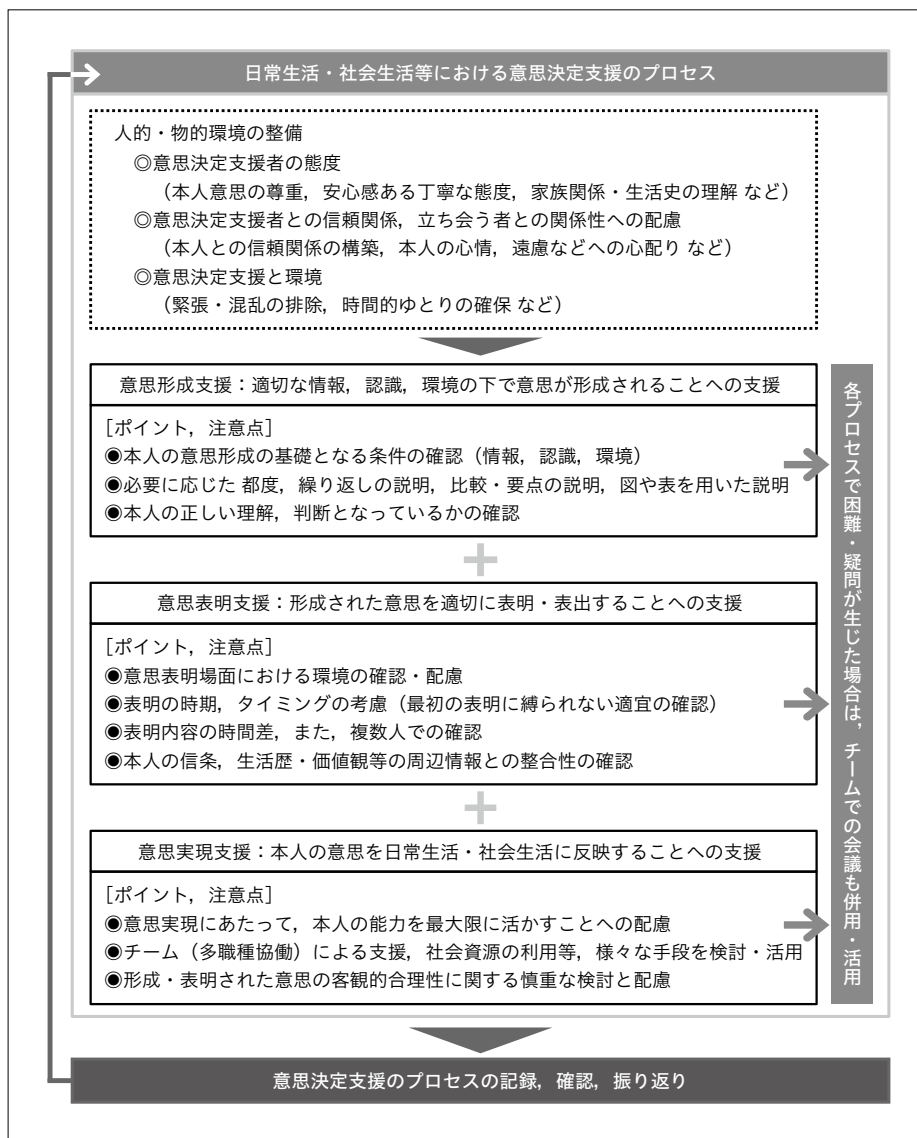 日常生活・社会生活等における意思決定支援のプロセス
人的・物的環境の整備
◎意思決定支援者の態度
（本人意思の尊重，安心感ある丁寧な態度，家族関係・生活史の理解 など）
◎意思決定支援者との信頼関係，立ち会う者との関係性への配慮
（本人との信頼関係の構築，本人の心情，遠慮などへの心配り など）
◎意思決定支援と環境
（緊張・混乱の排除，時間的ゆとりの確保 など）
意思形成支援：適切な情報，認識，環境の下で意思が形成されることへの支援
［ポイント，注意点］
◉本人の意思形成の基礎となる条件の確認（情報，認識，環境）
◉必要に応じた 都度，繰り返しの説明，比較・要点の説明，図や表を用いた説明
◉本人の正しい理解，判断となっているかの確認
＋
意思表明支援：形成された意思を適切に表明・表出することへの支援
［ポイント，注意点］
◉意思表明場面における環境の確認・配慮
◉表明の時期，タイミングの考慮（最初の表明に縛られない適宜の確認）
◉表明内容の時間差，また，複数人での確認
◉本人の信条，生活歴・価値観等の周辺情報との整合性の確認
＋
意思実現支援：本人の意思を日常生活・社会生活に反映することへの支援
［ポイント，注意点］
◉意思実現にあたって，本人の能力を最大限に活かすことへの配慮
◉チーム（多職種協働）による支援，社会資源の利用等，様々な手段を検討・活用
◉形成・表明された意思の客観的合理性に関する慎重な検討と配慮
各プロセスで困難・疑問が生じた場合は，チームでの会議も併用・活用
意思決定支援のプロセスの記録，確認，振り返り